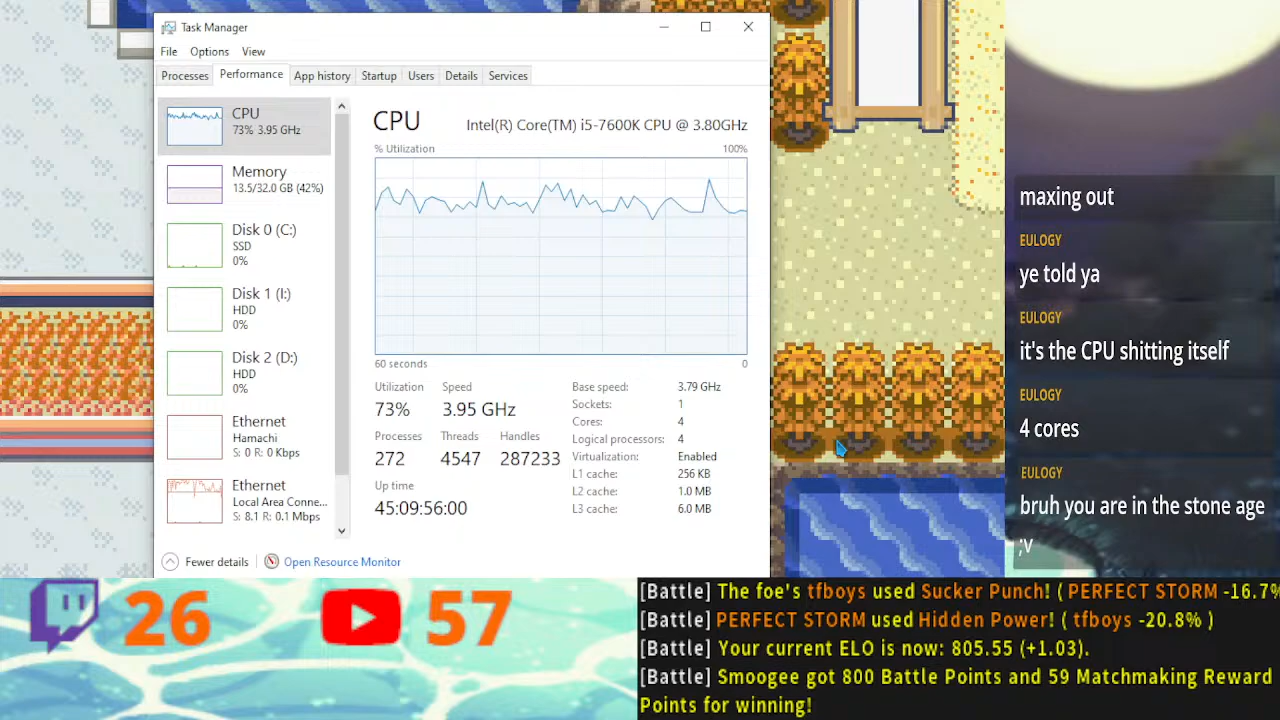 Task Manager
File Options View
Processes Performance App history Startup Users Details Services
CPU
73% 3.95 GHz
Memory
13.5/32.0 GB (42%)
Disk 0 (C:)
SSD
0%
Disk 1 (I:)
HDD
0%
Disk 2 (D:)
HDD
0%
Ethernet
Hamachi
S: 0 R: 0 Kbps
Ethernet
Local Area Conne...
S: 8.1 R: 0.1 Mbps
CPU Intel(R) Core(TM) i5-7600K CPU @ 3.80GHz
% Utilization 100%
60 seconds 0
Utilization Speed
73% 3.95 GHz
Processes Threads Handles
272 4547 287233
Up time
45:09:56:00
Base speed: 3.79 GHz
Sockets: 1
Cores: 4
Logical processors: 4
Virtualization: Enabled
L1 cache: 256 KB
L2 cache: 1.0 MB
L3 cache: 6.0 MB
Fewer details Open Resource Monitor
maxing out
EULOGY
ye told ya
EULOGY
it's the CPU shitting itself
EULOGY
4 cores
EULOGY
bruh you are in the stone age
;v
26 57
[Battle] The foe's tfboys used Sucker Punch! ( PERFECT STORM -16.7%
[Battle] PERFECT STORM used Hidden Power! ( tfboys -20.8% )
[Battle] Your current ELO is now: 805.55 (+1.03).
[Battle] Smoogee got 800 Battle Points and 59 Matchmaking Reward
Points for winning!